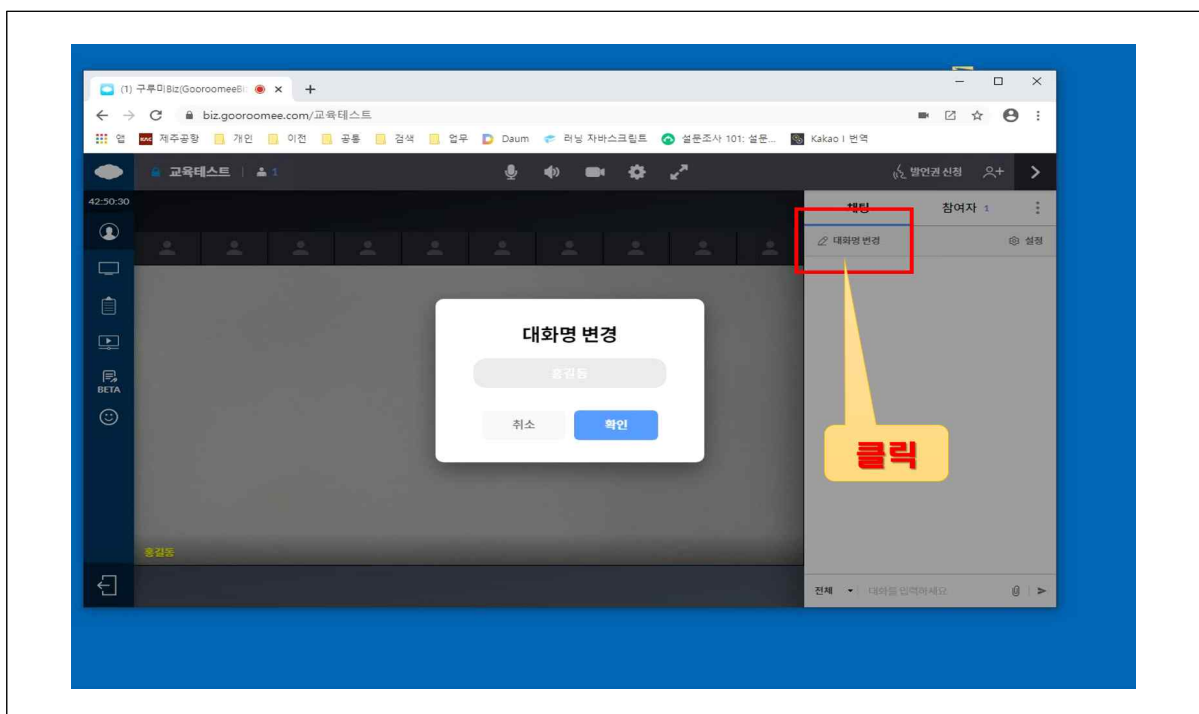 (1) 구루미Biz(GooroomeeBi:
biz.gooroomee.com/교육테스트
앱 KAC 제주공항 개인 이전 공통 검색 업무 Daum 러닝 자바스크립트 설문조사 101: 설문... Kakao l 번역
교육테스트 1 발언권 신청
42:50:30 채팅 참여자 1
대화명 변경 설정
BETA
대화명 변경
홍길동
취소 확인
클릭
홍길동
전체 대화를 입력하세요